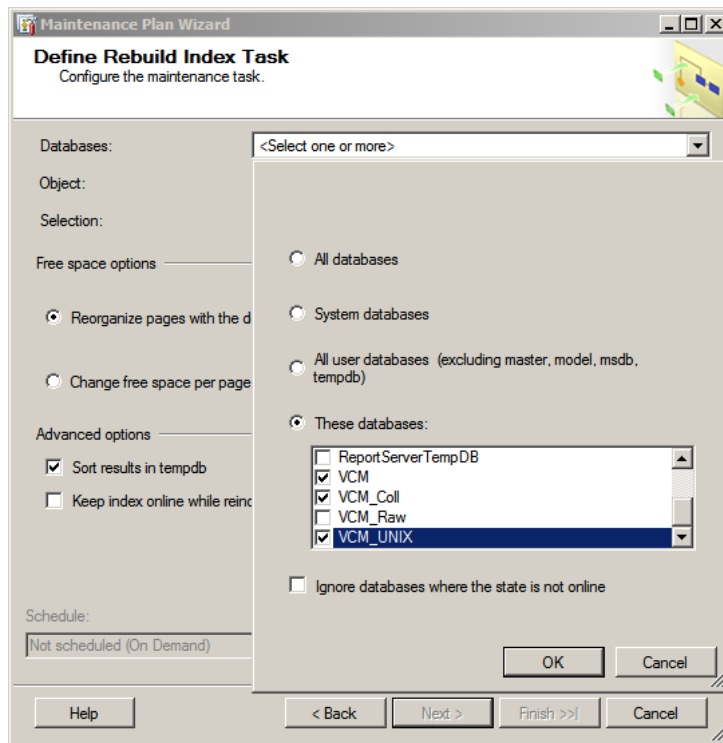 Maintenance Plan Wizard
Define Rebuild Index Task
Configure the maintenance task.
Databases:
<Select one or more>
Object:
Selection:
Free space options
Reorganize pages with the d
Change free space per page
Advanced options
Sort results in tempdb
Keep index online while reind
All databases
System databases
All user databases (excluding master, model, msdb,
tempdb)
These databases:
ReportServerTempDB
VCM
VCM_Coll
VCM_Raw
VCM_UNIX
Ignore databases where the state is not online
Schedule:
Not scheduled (On Demand)
OK
Cancel
Help
< Back
Next >
Finish >>|
Cancel